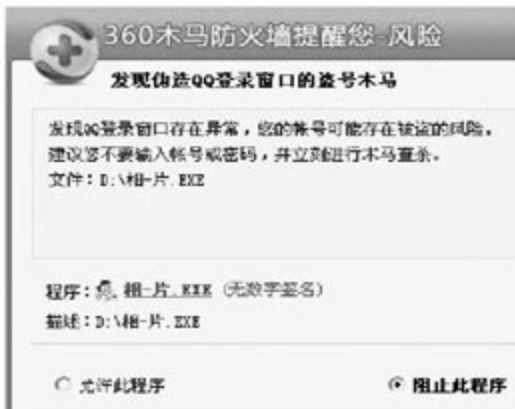 360木马防火墙提醒您-风险
发现伪造QQ登录窗口的盗号木马
发现QQ登录窗口存在异常，您的帐号可能存在被盗的风险。
建议您不要输入帐号或密码，并立刻进行木马查杀。
文件：D:\相-片.EXE
程序：相-片.EXE (无数字签名)
描述：D:\相-片.EXE
允许此程序
阻止此程序